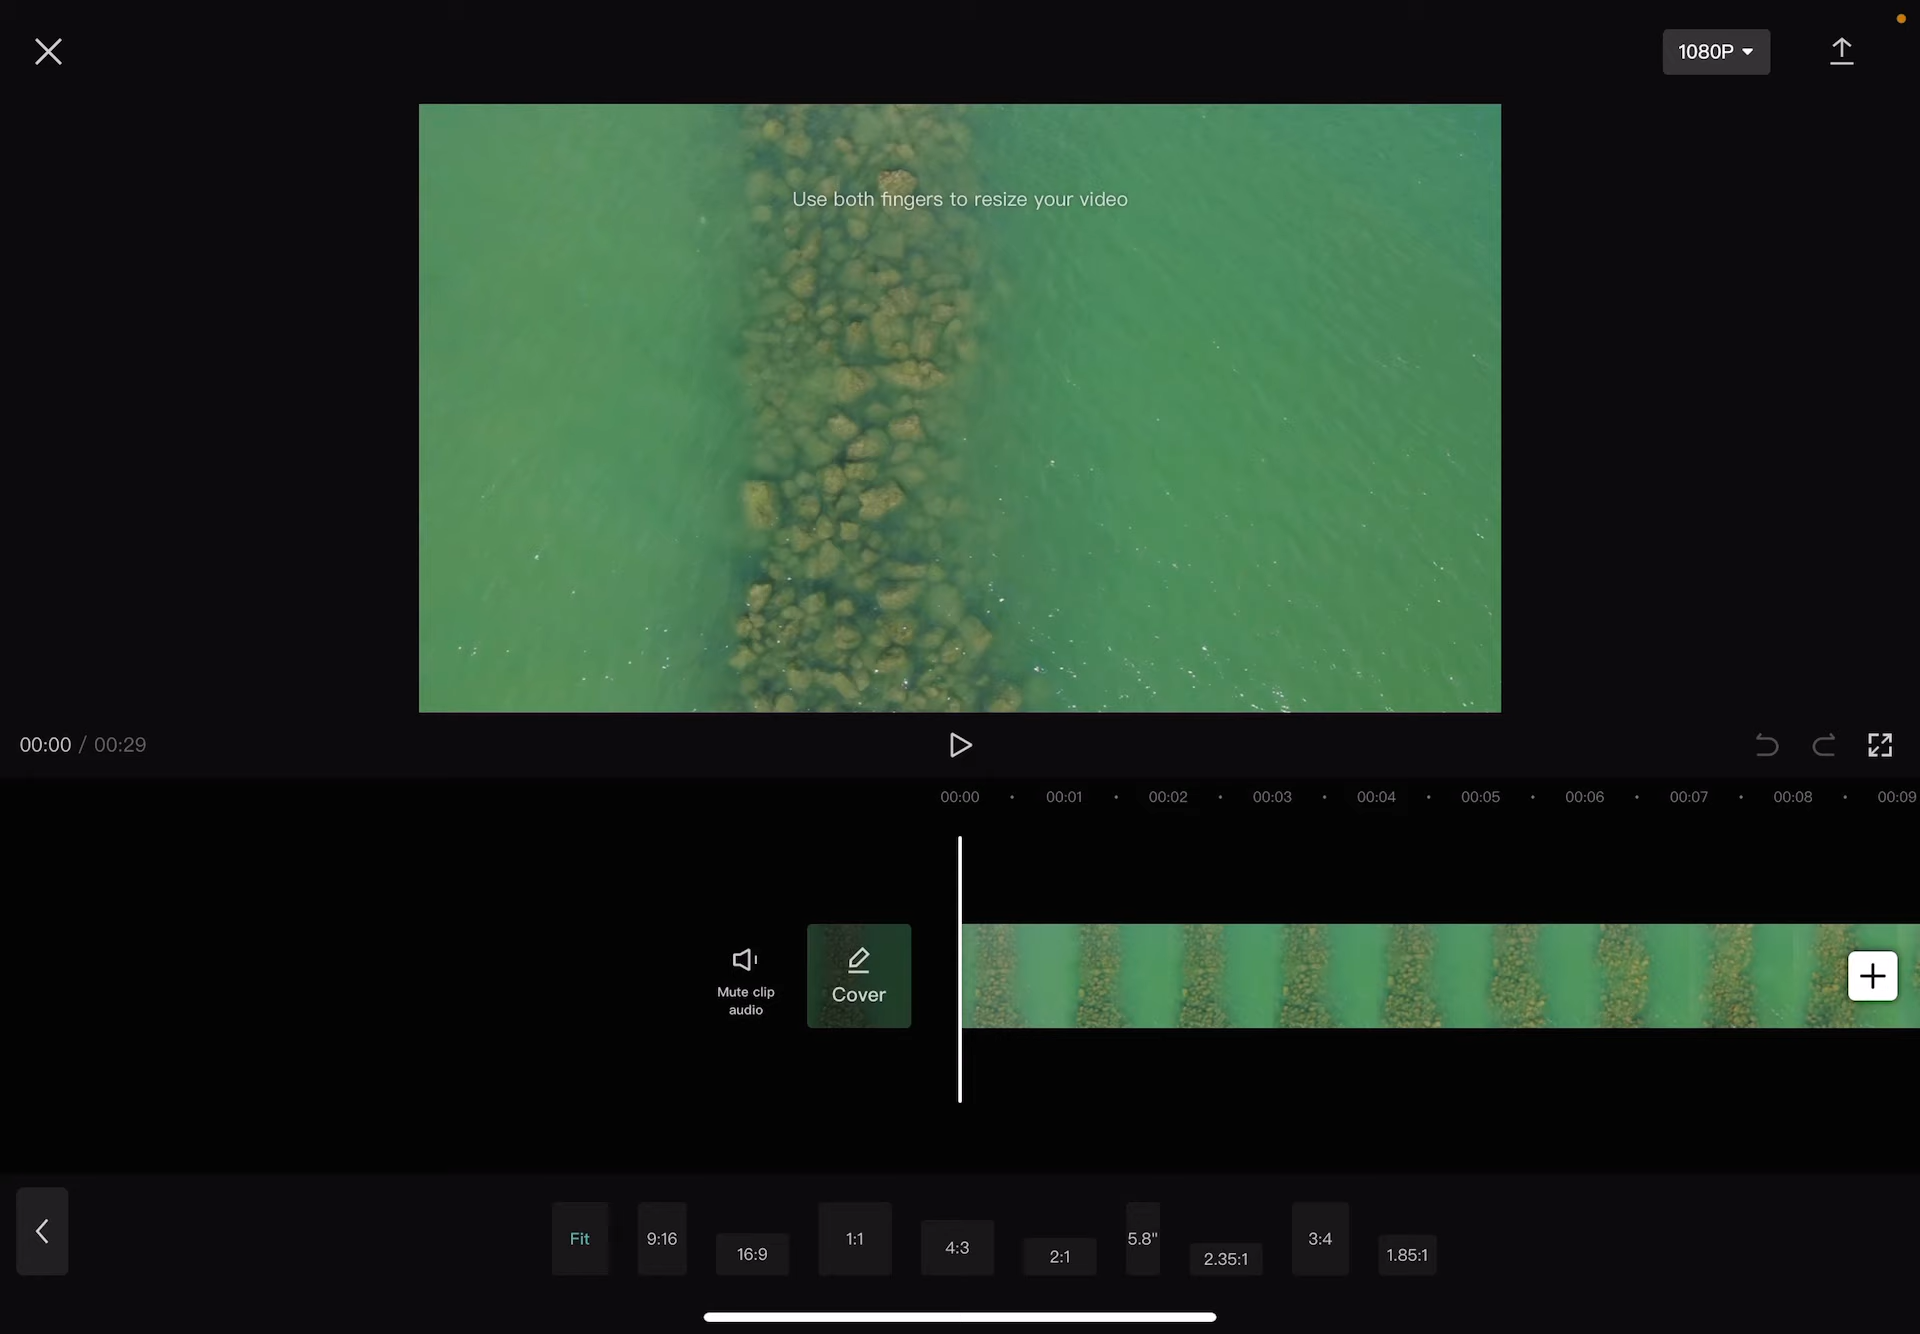 1080P
Use both fingers to resize your video
00:00 / 00:29
00:00 00:01 00:02 00:03 00:04 00:05 00:06 00:07 00:08 00:09
Mute clip
audio
Cover
Fit 9:16 16:9 1:1 4:3 2:1 5.8" 2.35:1 3:4 1.85:1